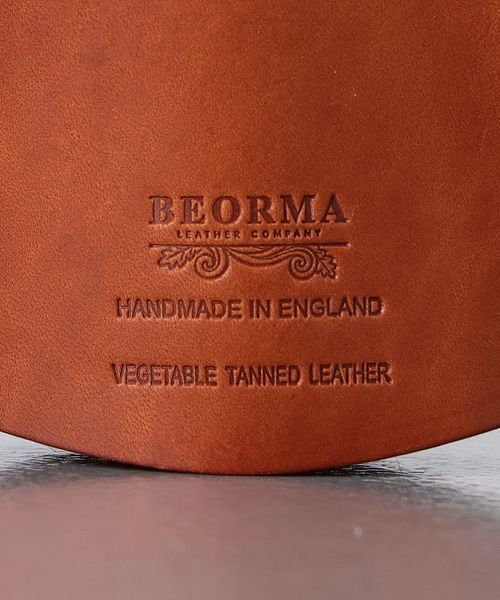 BEORMA
LEATHER COMPANY
HANDMADE IN ENGLAND
VEGETABLE TANNED LEATHER